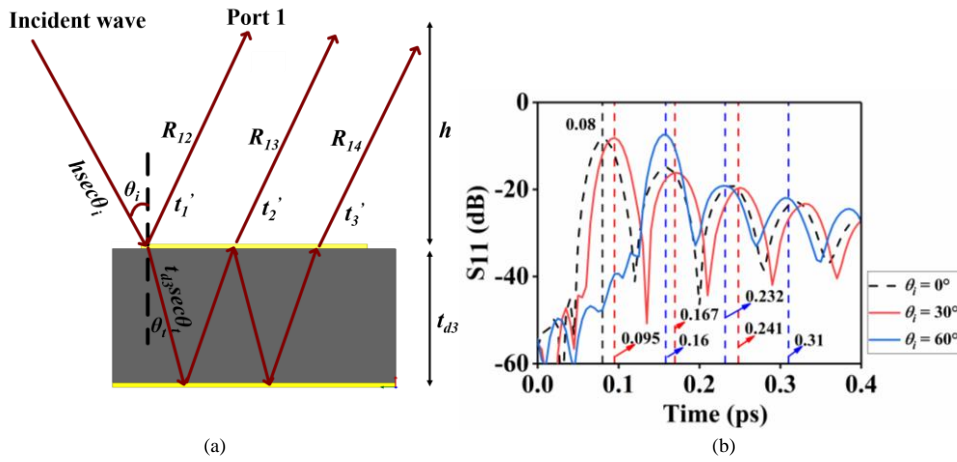 Incident wave
Port 1
R12
R13
R14
h
hsecθi
θi
t1'
t2'
t3'
td3secθt
θt
td3
(a)
S11 (dB)
0
-20
-40
-60
0.08
0.095
0.167
0.16
0.232
0.241
0.31
θi = 0°
θi = 30°
θi = 60°
0.0 0.1 0.2 0.3 0.4
Time (ps)
(b)